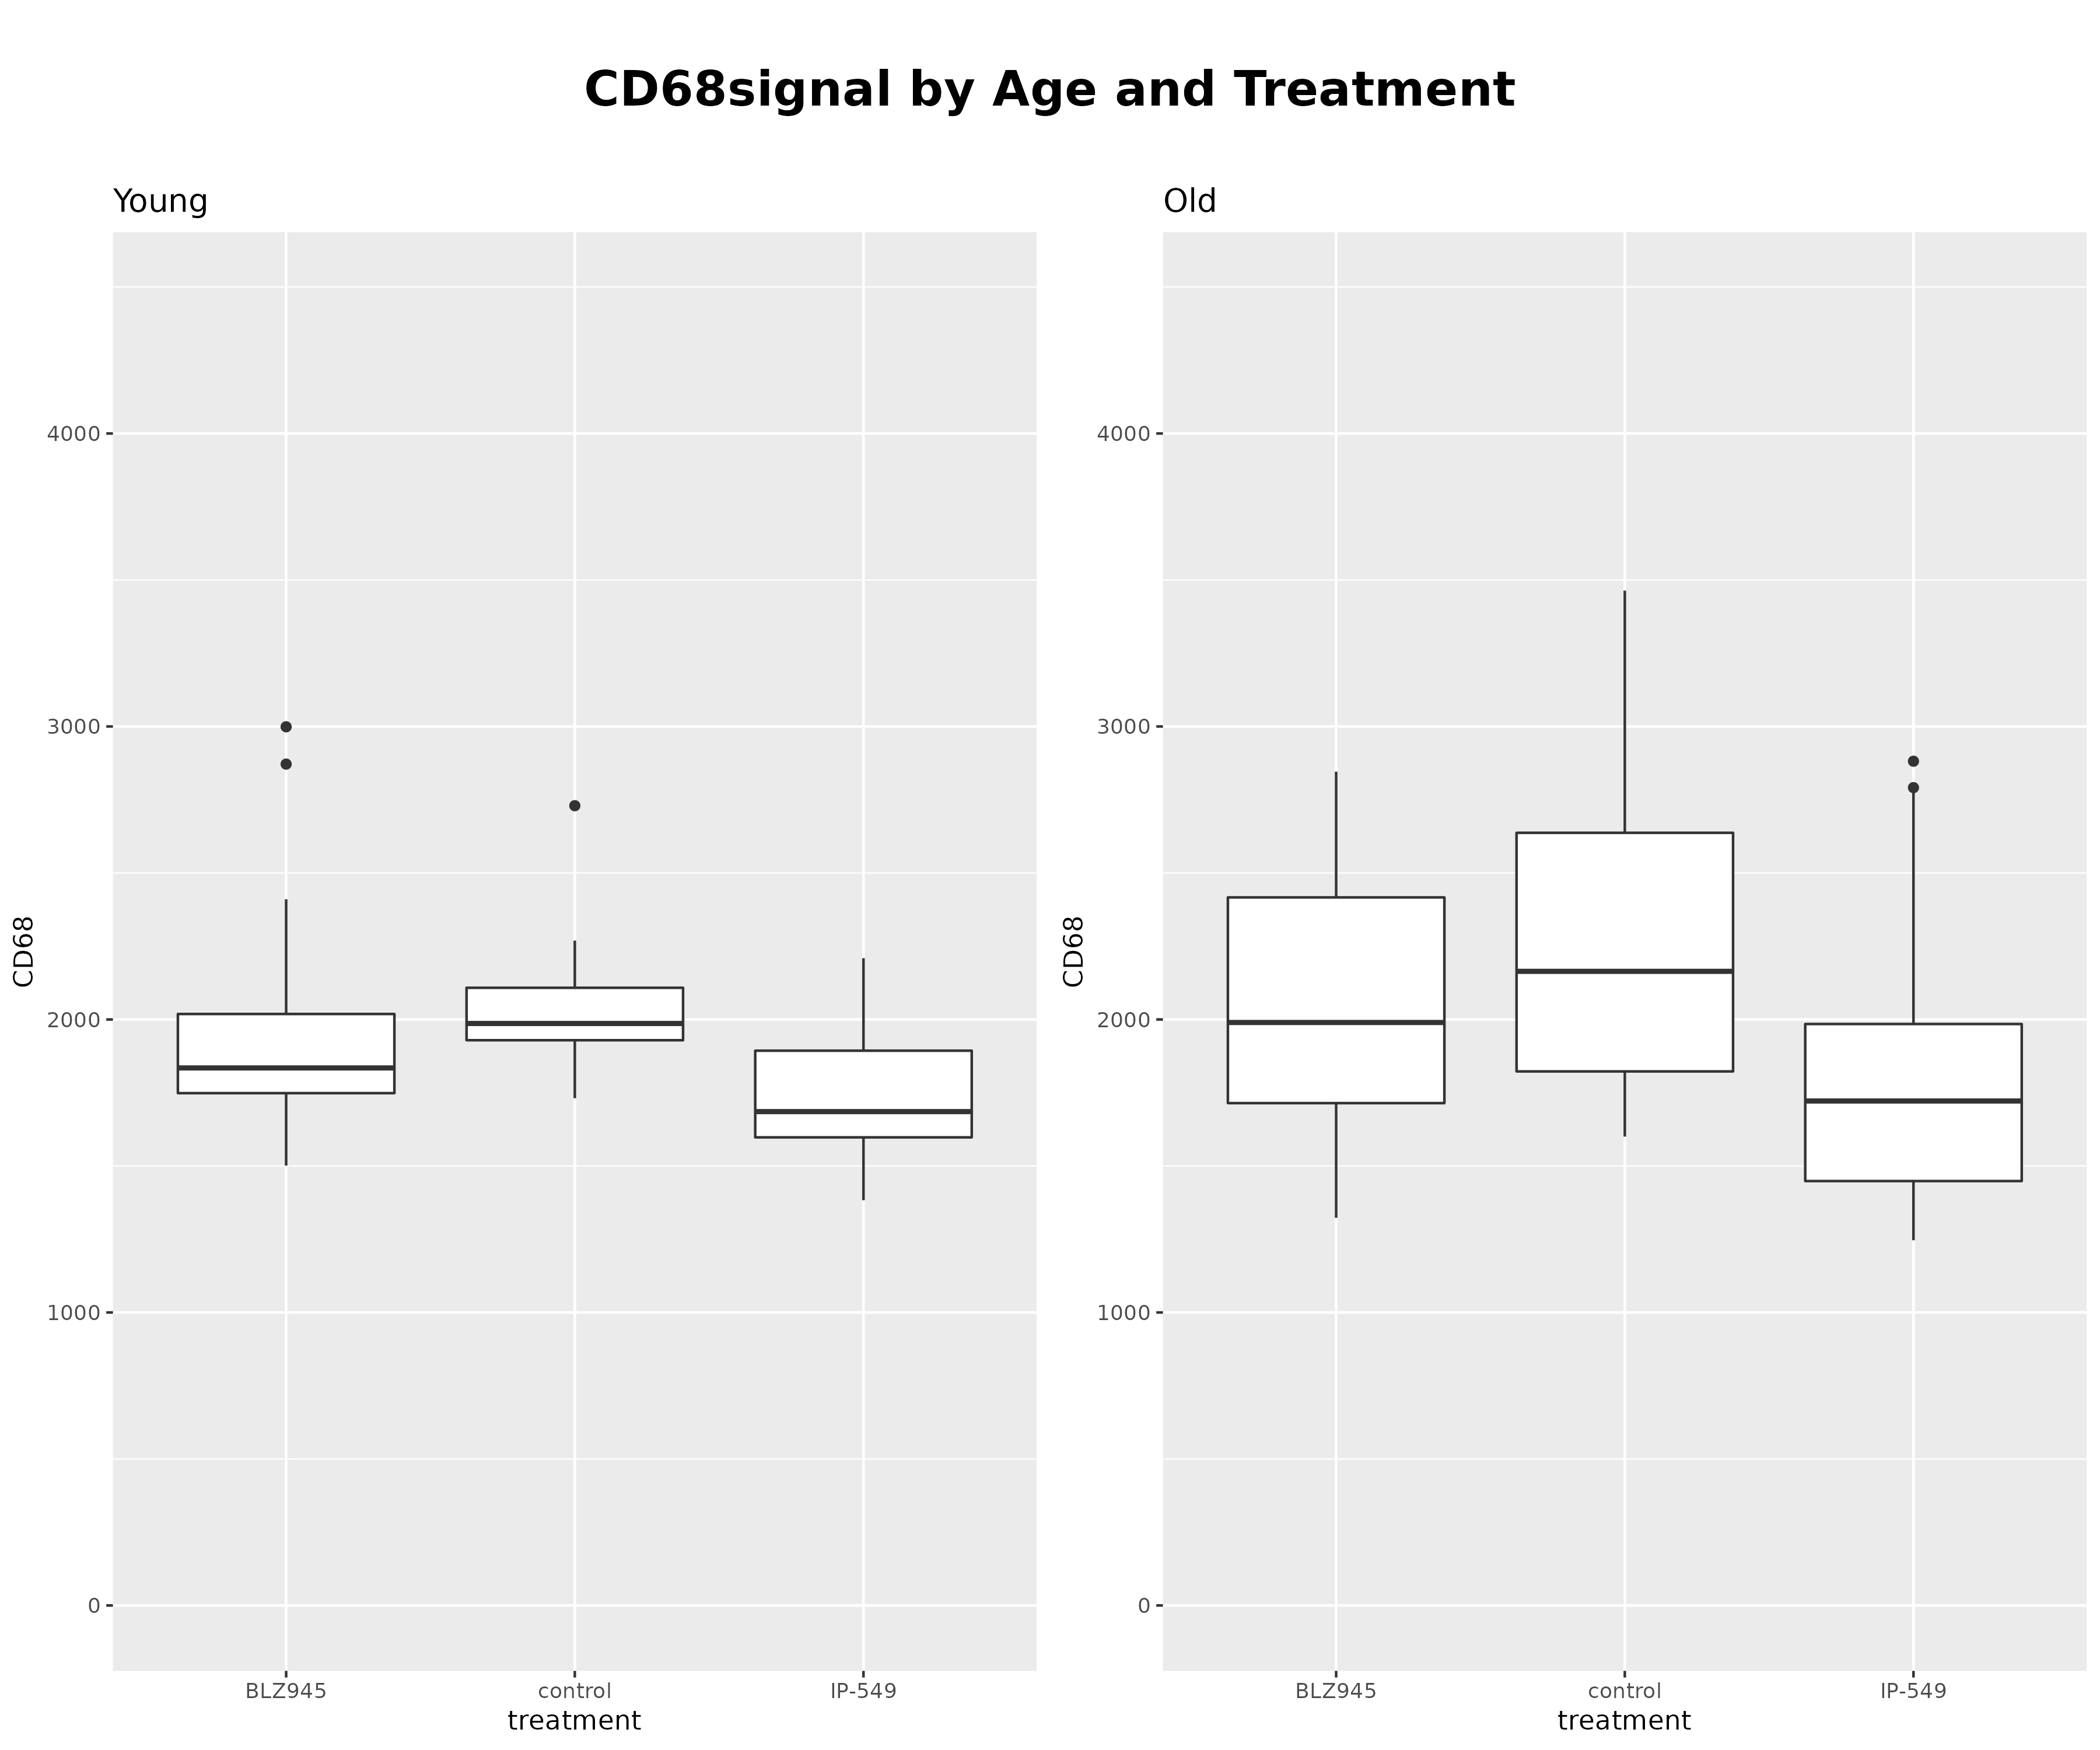 CD68signal by Age and Treatment
Young
4000
3000
2000
1000
0
CD68
BLZ945 control IP-549
treatment
Old
4000
3000
2000
1000
0
CD68
BLZ945 control IP-549
treatment